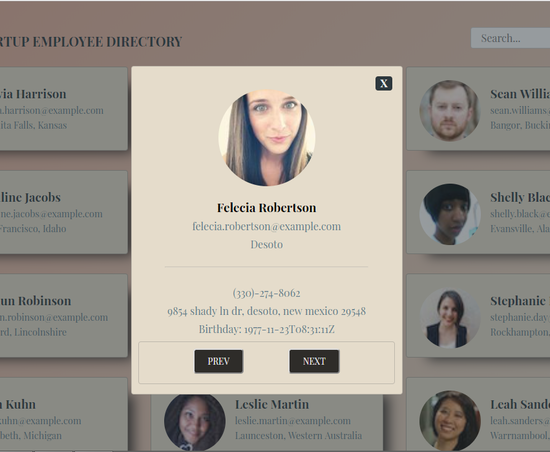 RTUP EMPLOYEE DIRECTORY
Search...
via Harrison
.harrison@example.com
ita Falls, Kansas
line Jacobs
ne.jacobs@example.com
Francisco, Idaho
un Robinson
n.robinson@example.com
rd, Lincolnshire
Kuhn
kuhn@example.com
beth, Michigan
X
Felecia Robertson
felecia.robertson@example.com
Desoto
(330)-274-8062
9854 shady ln dr, desoto, new mexico 29548
Birthday: 1977-11-23T08:31:11Z
PREV
NEXT
Leslie Martin
leslie.martin@example.com
Launceston, Western Australia
Sean Willia
sean.williams
Bangor, Bucki
Shelly Blac
shelly.black@e
Evansville, Ala
Stephanie
stephanie.day
Rockhampton,
Leah Sande
leah.sanders@
Warrnambool,